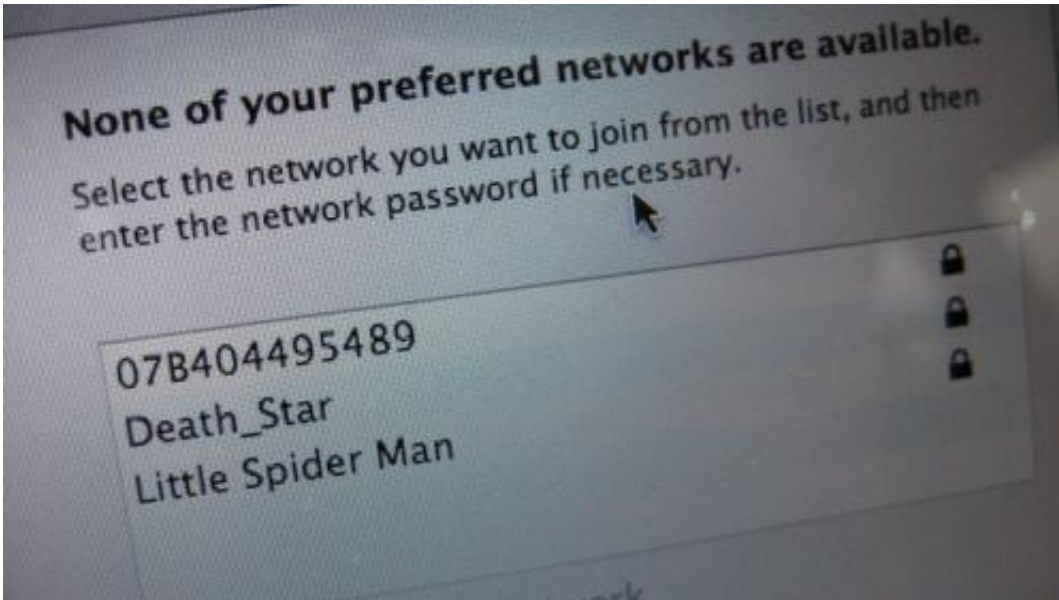 None of your preferred networks are available.
Select the network you want to join from the list, and then
enter the network password if necessary.
07B404495489
Death_Star
Little Spider Man